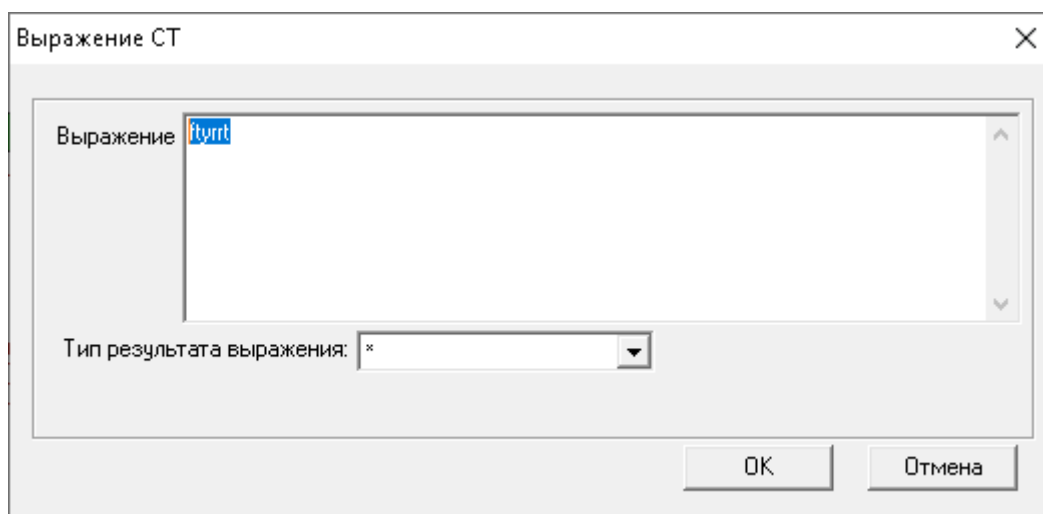 Выражение СТ
Выражение ftyrrt
Тип результата выражения: *
OK Отмена